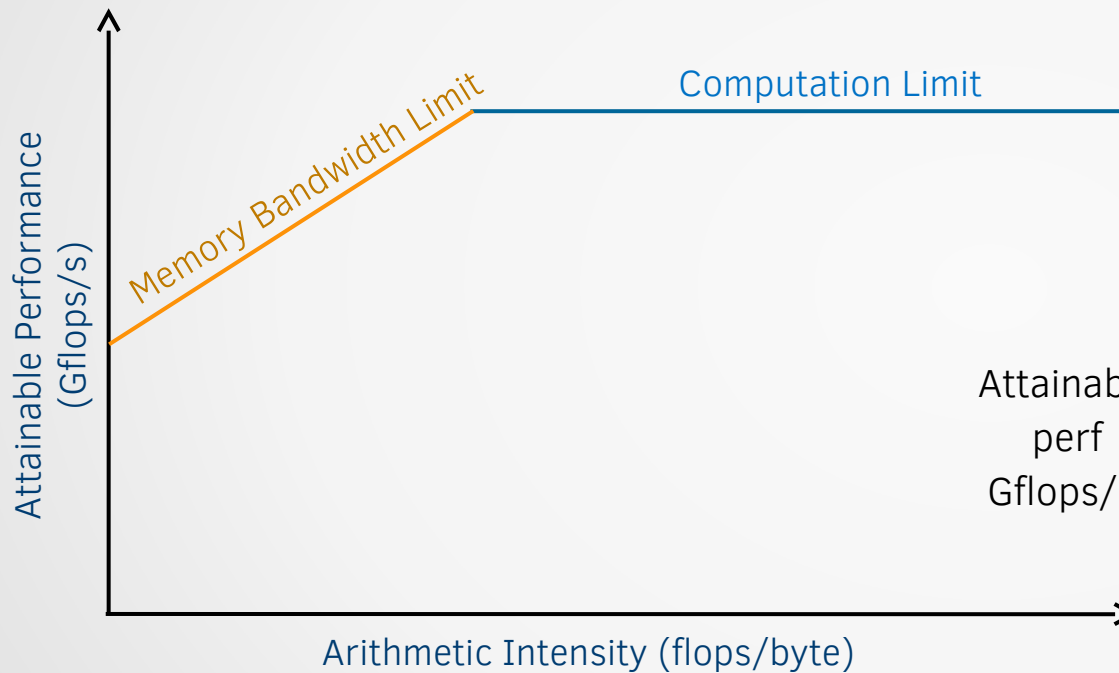 Computation Limit
Memory Bandwidth Limit
Attainable Performance
(Gflops/s)
perf
Arithmetic Intensity (flops/byte)